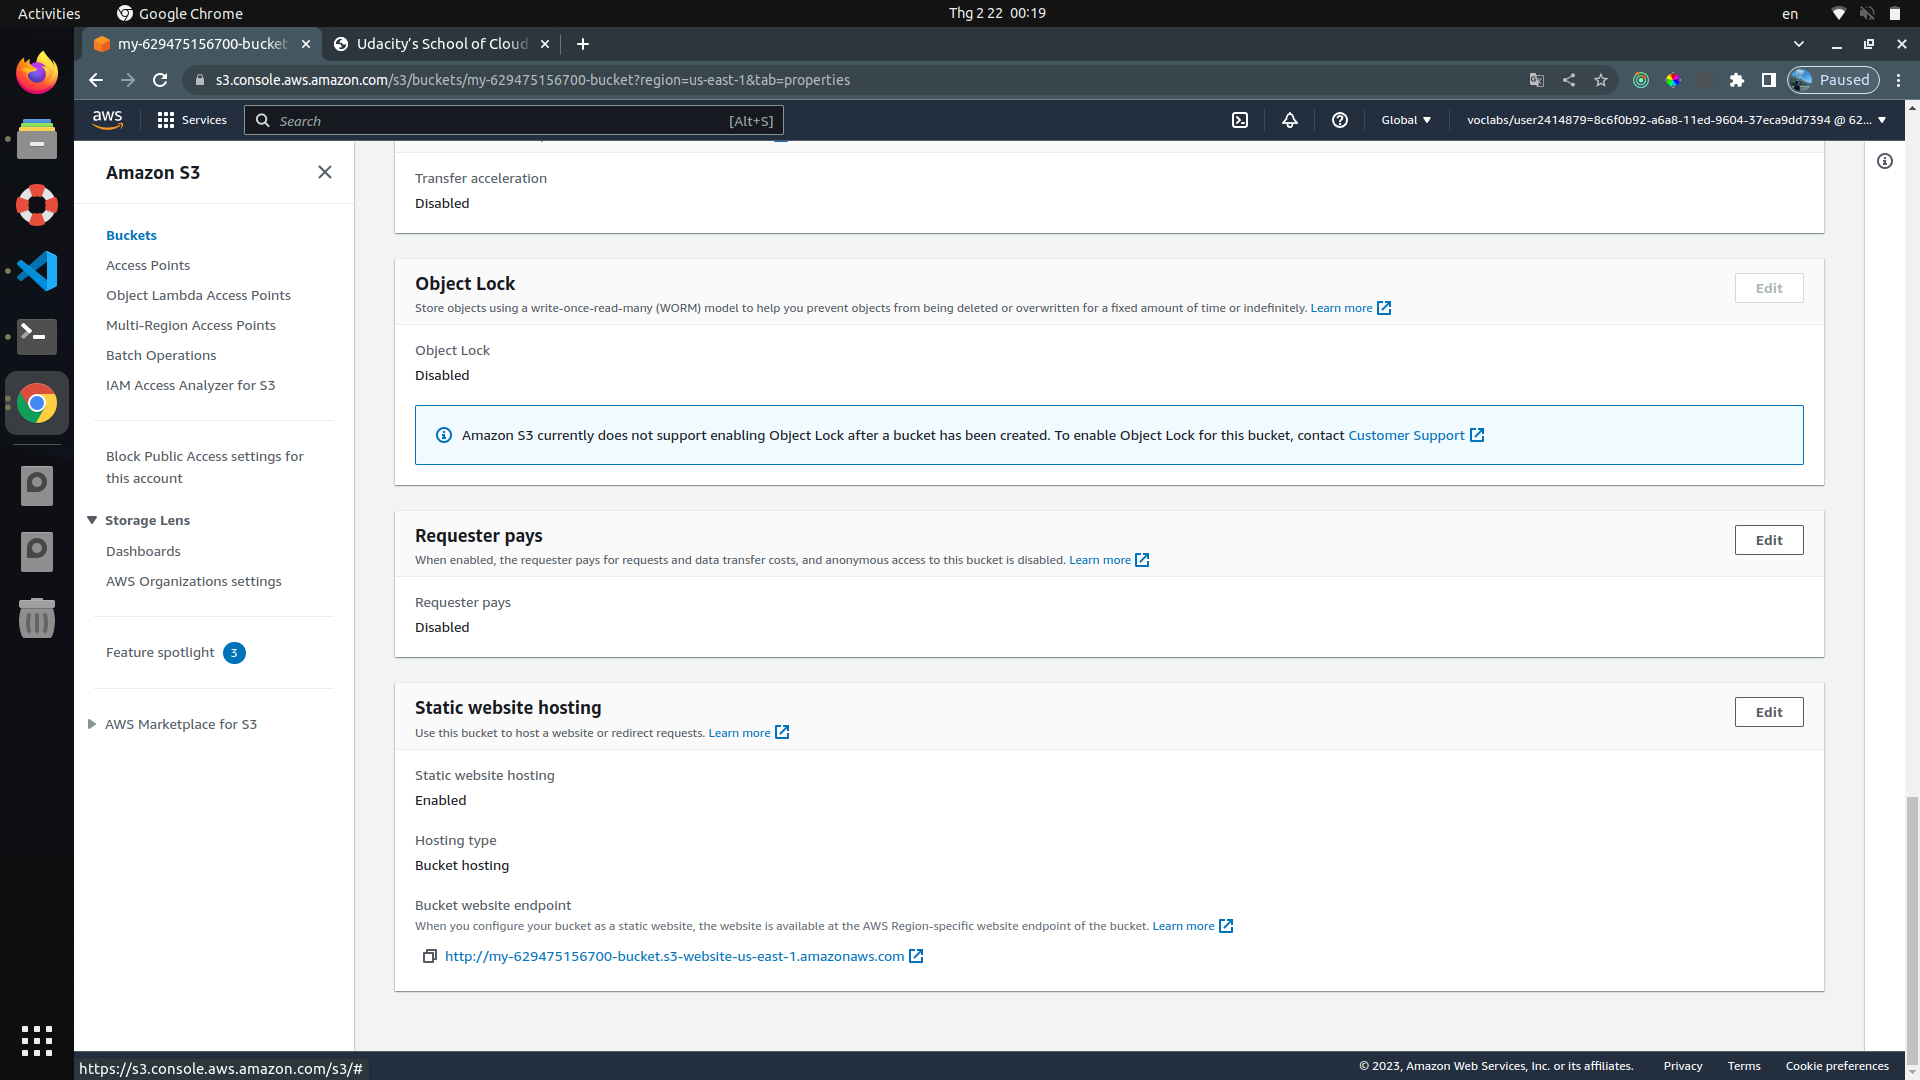 Activities
Google Chrome
Thg 2 22 00:19
en
my-629475156700-bucket
Udacity's School of Cloud
s3.console.aws.amazon.com/s3/buckets/my-629475156700-bucket?region=us-east-1&tab=properties
Paused
aws
Services
Search
[Alt+S]
Global
voclabs/user2414879=8c6f0b92-a6a8-11ed-9604-37eca9dd7394 @ 62...
Amazon S3
Buckets
Access Points
Object Lambda Access Points
Multi-Region Access Points
Batch Operations
IAM Access Analyzer for S3
Block Public Access settings for
this account
Storage Lens
Dashboards
AWS Organizations settings
Feature spotlight 3
AWS Marketplace for S3
Transfer acceleration
Disabled
Object Lock
Edit
Store objects using a write-once-read-many (WORM) model to help you prevent objects from being deleted or overwritten for a fixed amount of time or indefinitely. Learn more
Object Lock
Disabled
Amazon S3 currently does not support enabling Object Lock after a bucket has been created. To enable Object Lock for this bucket, contact Customer Support
Requester pays
Edit
When enabled, the requester pays for requests and data transfer costs, and anonymous access to this bucket is disabled. Learn more
Requester pays
Disabled
Static website hosting
Edit
Use this bucket to host a website or redirect requests. Learn more
Static website hosting
Enabled
Hosting type
Bucket hosting
Bucket website endpoint
When you configure your bucket as a static website, the website is available at the AWS Region-specific website endpoint of the bucket. Learn more
http://my-629475156700-bucket.s3-website-us-east-1.amazonaws.com
https://s3.console.aws.amazon.com/s3/#
© 2023, Amazon Web Services, Inc. or its affiliates.
Privacy
Terms
Cookie preferences